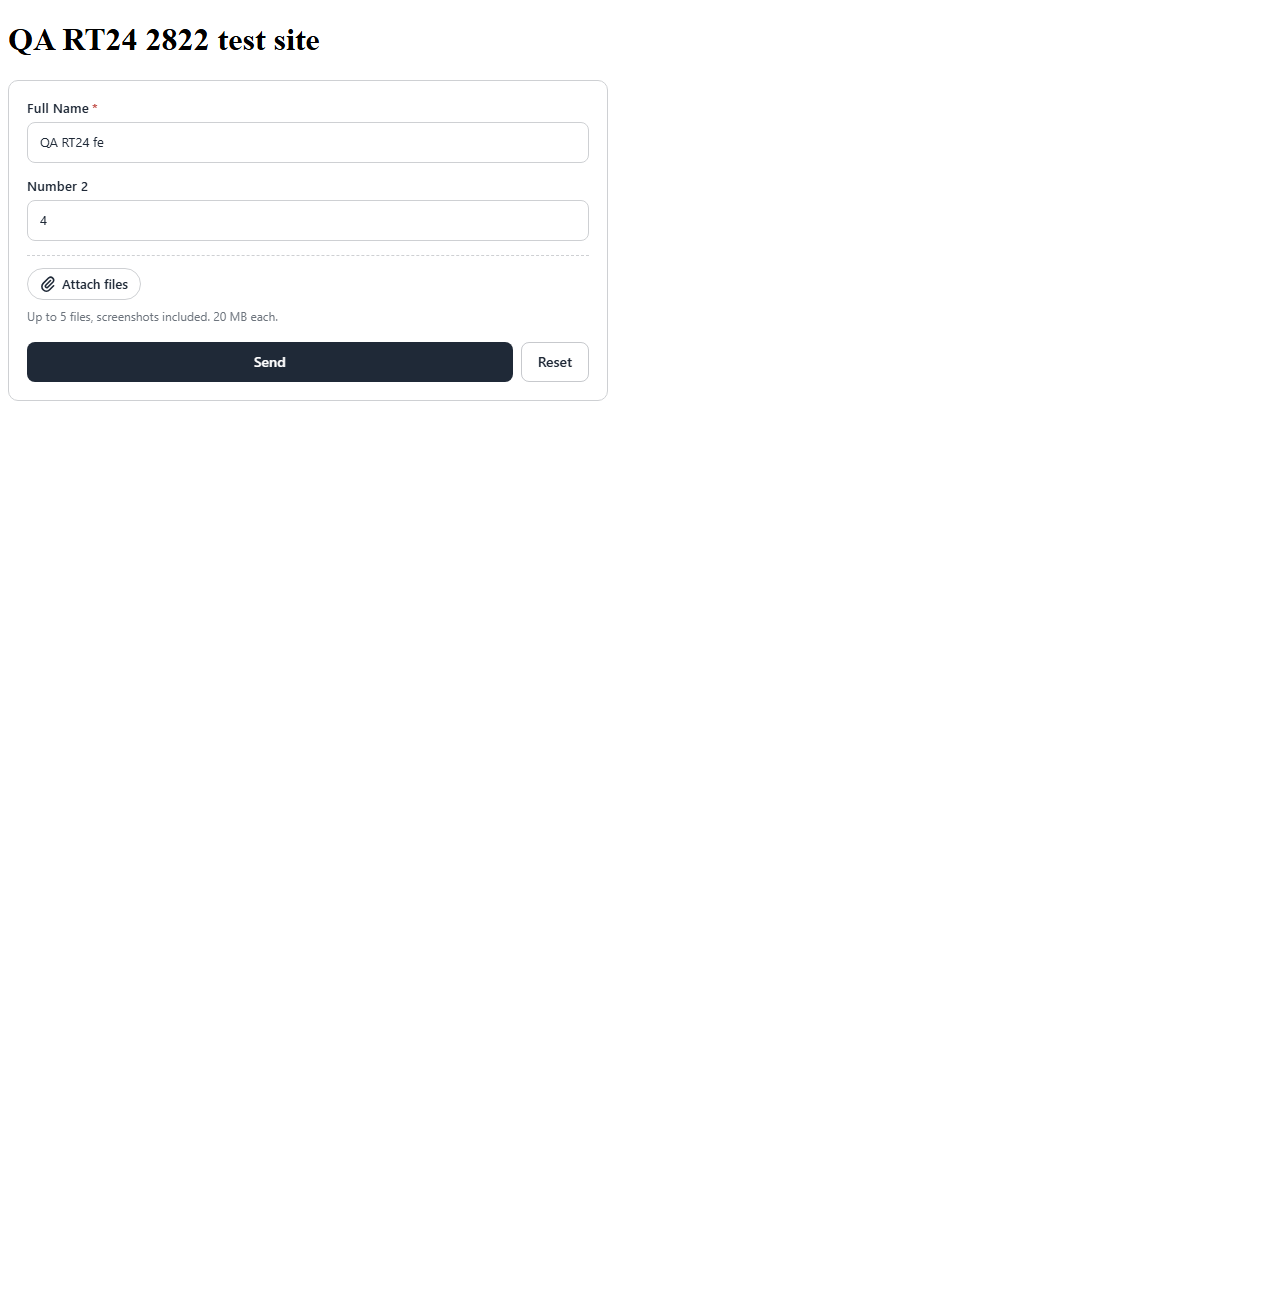 QA RT24 2822 test site
Full Name *
QA RT24 fe
Number 2
4
Attach files
Up to 5 files, screenshots included. 20 MB each.
Send
Reset